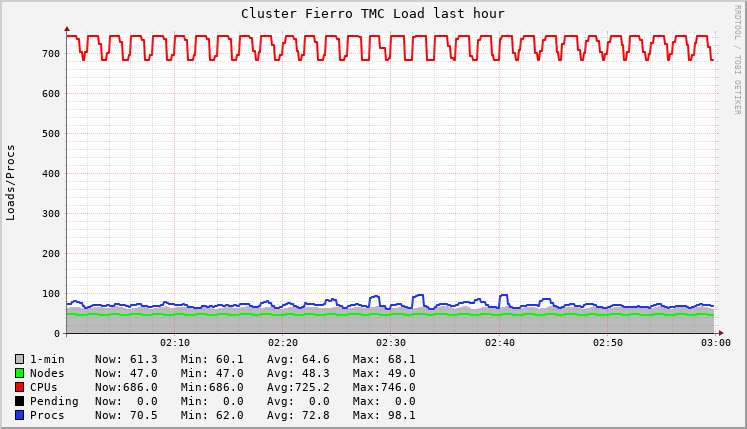 Cluster Fierro TMC Load last hour
RRDTOOL / TOBI OETIKER
Loads/Procs
700
600
500
400
300
200
100
0
02:10 02:20 02:30 02:40 02:50 03:00
1-min Now: 61.3 Min: 60.1 Avg: 64.6 Max: 68.1
Nodes Now: 47.0 Min: 47.0 Avg: 48.3 Max: 49.0
CPUs Now:686.0 Min:686.0 Avg:725.2 Max:746.0
Pending Now: 0.0 Min: 0.0 Avg: 0.0 Max: 0.0
Procs Now: 70.5 Min: 62.0 Avg: 72.8 Max: 98.1